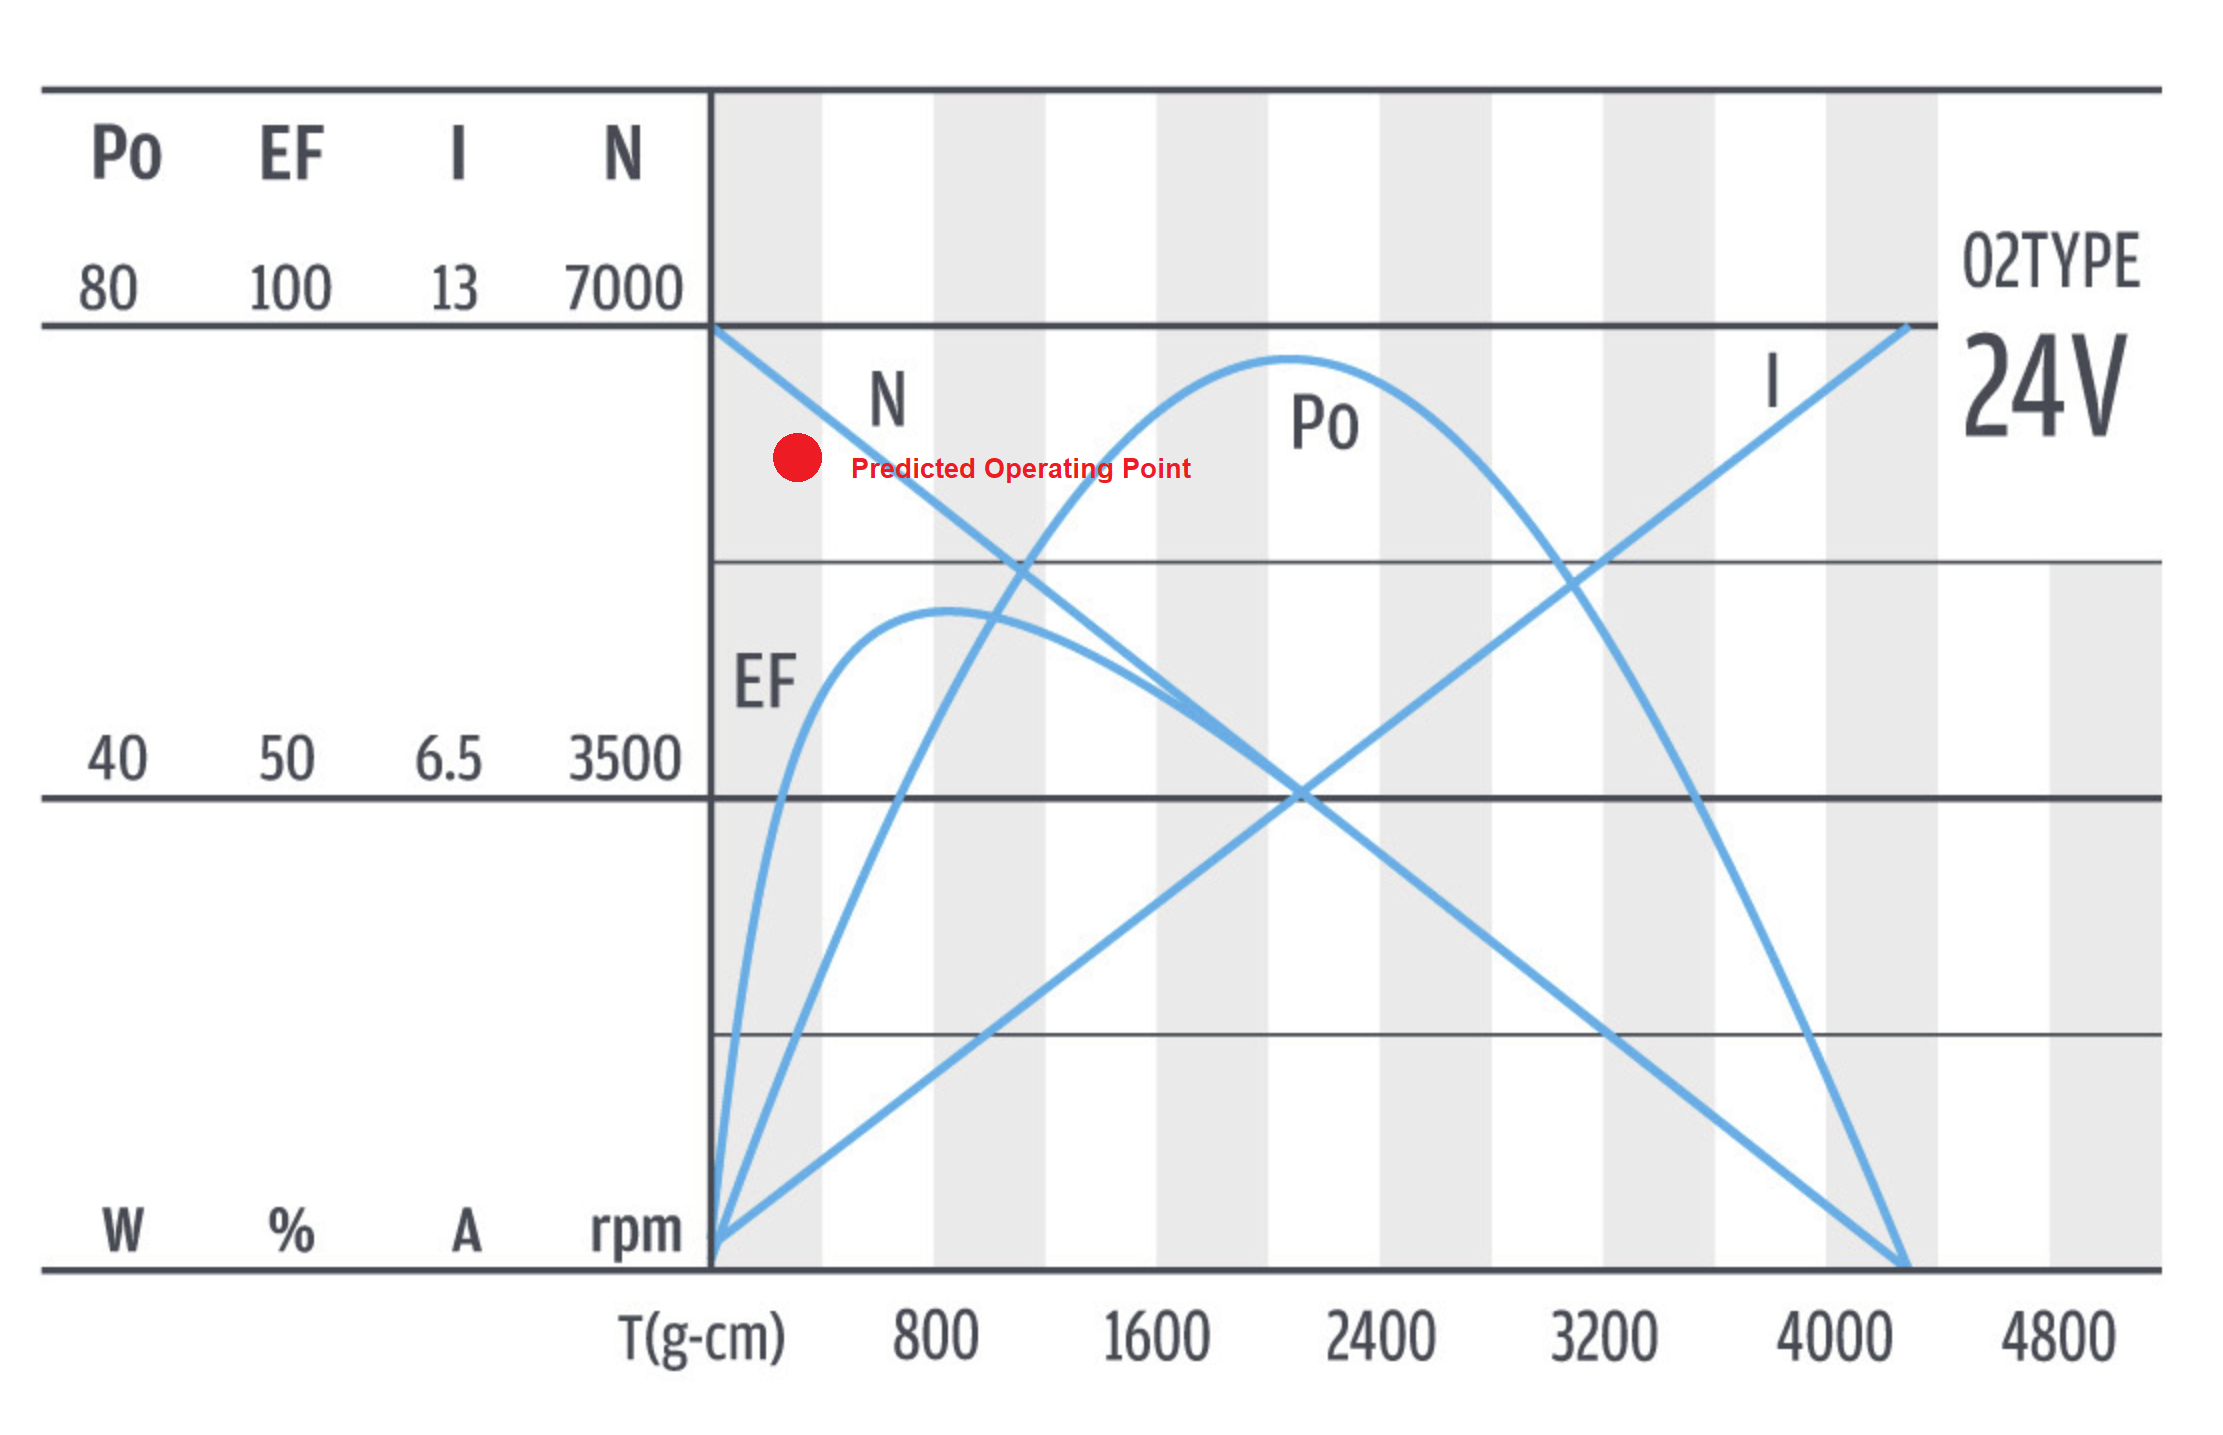 Po EF I N
80 100 13 7000
02TYPE
24V
N
Po
I
Predicted Operating Point
EF
40 50 6.5 3500
W % A rpm
T(g-cm) 800 1600 2400 3200 4000 4800